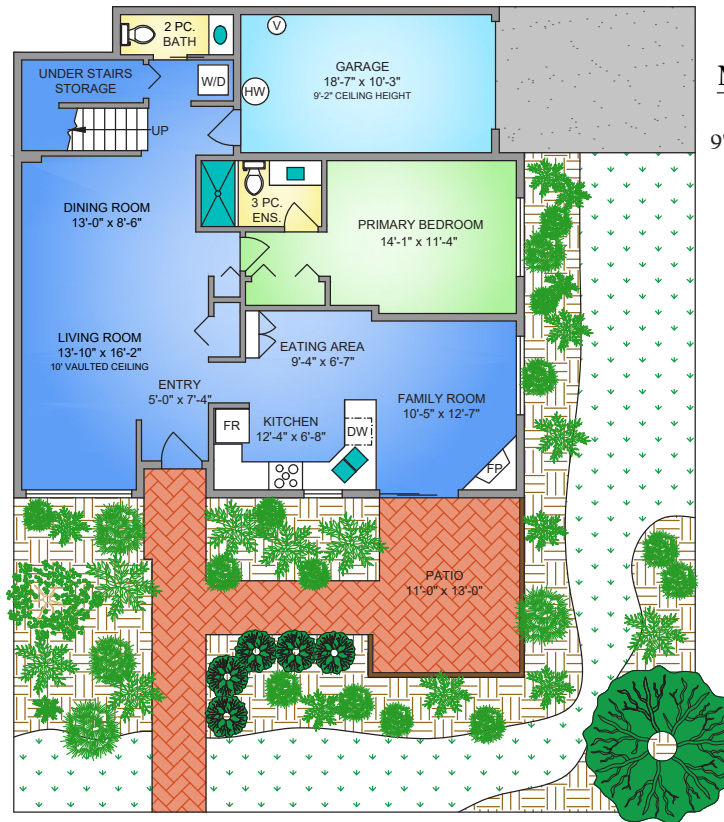 2 PC.
BATH
V
GARAGE
18'-7" x 10'-3"
9'-2" CEILING HEIGHT
UNDER STAIRS
STORAGE
W/D
HW
UP
9'
3 PC.
ENS.
DINING ROOM
13'-0" x 8'-6"
PRIMARY BEDROOM
14'-1" x 11'-4"
LIVING ROOM
13'-10" x 16'-2"
10' VAULTED CEILING
EATING AREA
9'-4" x 6'-7"
ENTRY
5'-0" x 7'-4"
FAMILY ROOM
10'-5" x 12'-7"
FR
KITCHEN
12'-4" x 6'-8"
DW
FP
PATIO
11'-0" x 13'-0"